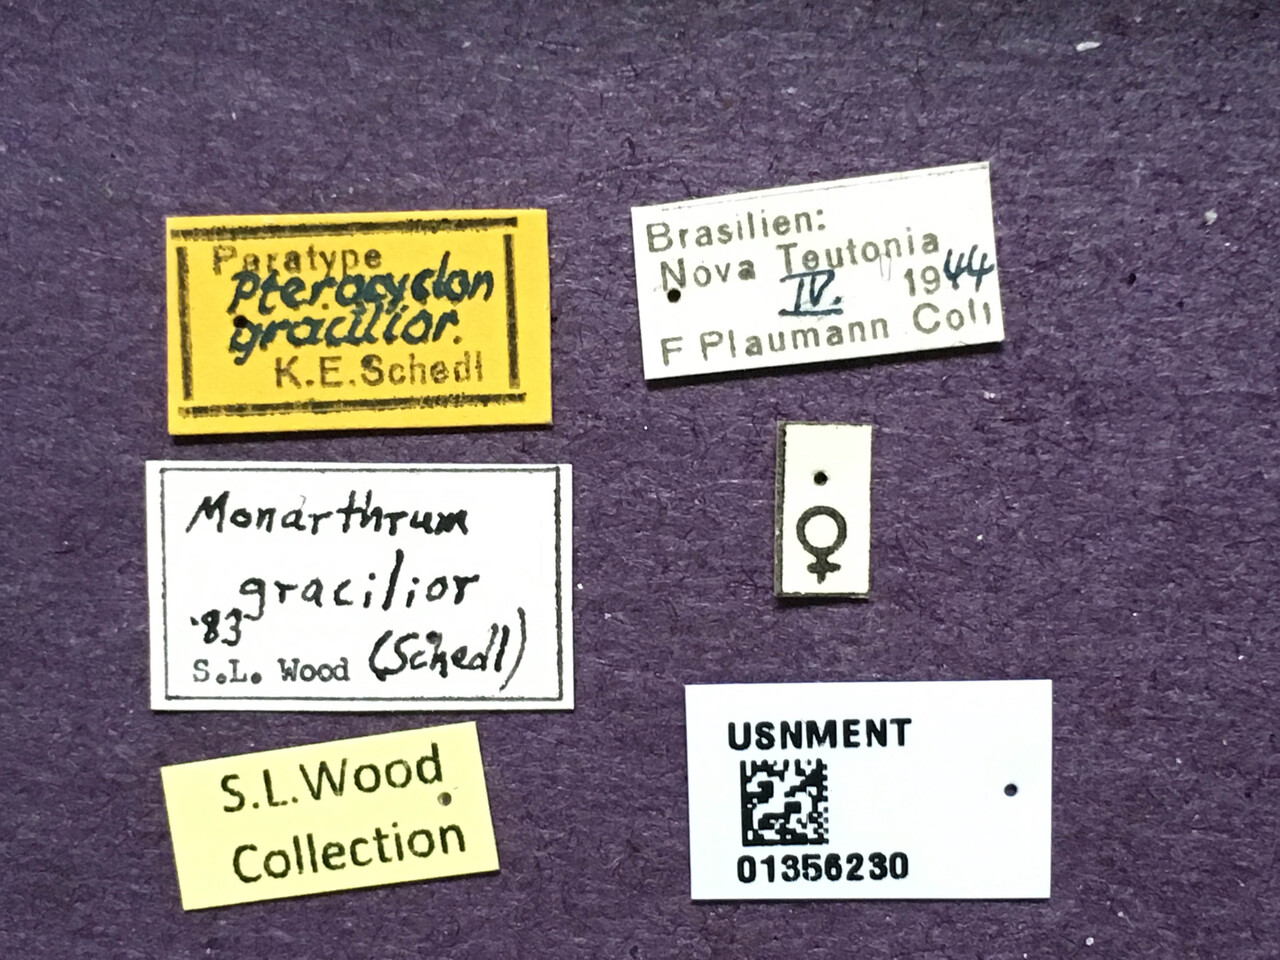 Paratype
Pterocyclon
gracilior.
K.E.Schedl
Brasilien:
Nova Teutonia
IV. 1944
F Plaumann Coll
Monarthrum
gracilior
'83
S.L. Wood (Schedl)
♀
S.L.Wood
Collection
USNMENT
01356230